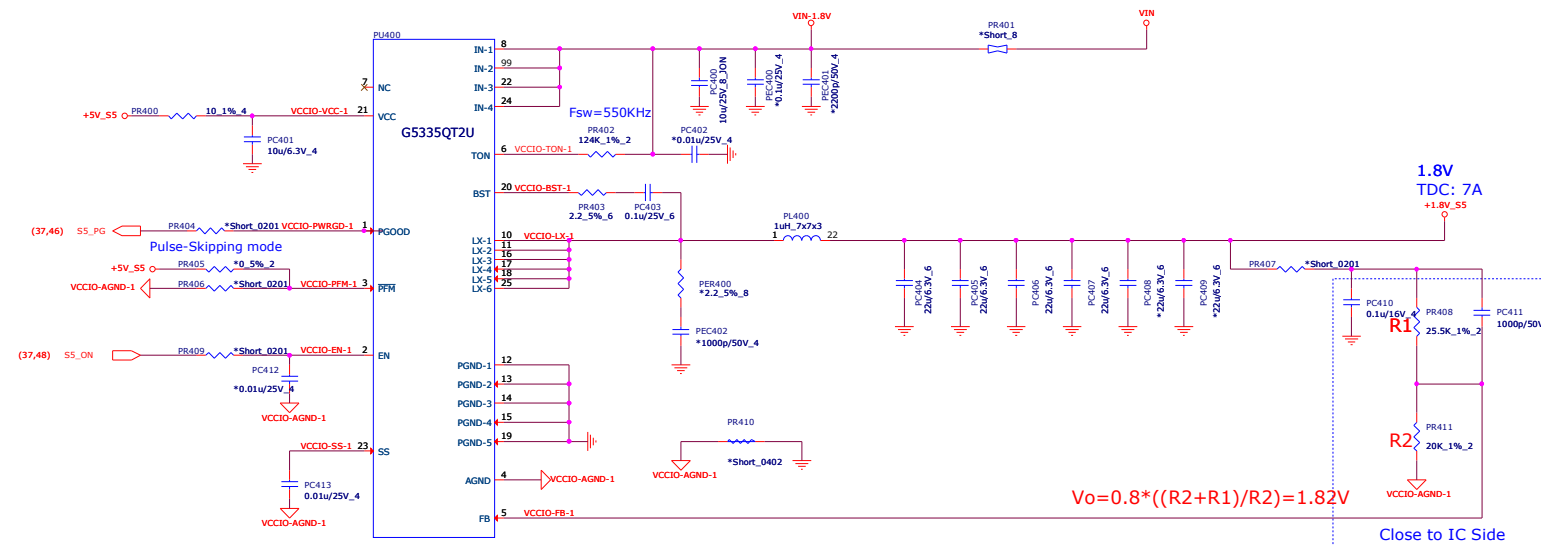 PU400
G5335QT2U
7 NC
+5V_S5 PR400 10_1%_4 VCCIO-VCC-1 21 VCC
PC401
10u/6.3V_4
(37,46) S5_PG PR404 *Short_0201 VCCIO-PWRGD-1 1 PGOOD
Pulse-Skipping mode
+5V_S5 PR405 *0_5%_2
VCCIO-AGND-1 PR406 *Short_0201 VCCIO-PFM-1 3 PFM
(37,48) S5_ON PR409 *Short_0201 VCCIO-EN-1 2 EN
PC412
*0.01u/25V_4
VCCIO-AGND-1
VCCIO-SS-1 23 SS
PC413
0.01u/25V_4
VCCIO-AGND-1
IN-1 8
IN-2 99
IN-3 22
IN-4 24
VIN-1.8V
PR401
*Short_8
VIN
PC400
10u/25V_8_JON
PEC400
*0.1u/25V_4
PEC401
*2200p/50V_4
Fsw=550KHz
TON 6 VCCIO-TON-1
PR402
124K_1%_2
PC402
*0.01u/25V_4
BST 20 VCCIO-BST-1
PR403
2.2_5%_6
PC403
0.1u/25V_6
LX-1 10 VCCIO-LX-1
LX-2 11
LX-3 16
LX-4 17
LX-5 18
LX-6 25
PL400
1uH_7x7x3
1 22
PER400
*2.2_5%_8
PEC402
*1000p/50V_4
PC404
22u/6.3V_6
PC405
22u/6.3V_6
PC406
22u/6.3V_6
PC407
22u/6.3V_6
PC408
*22u/6.3V_6
PC409
*22u/6.3V_6
1.8V
TDC: 7A
+1.8V_S5
PR407 *Short_0201
PC410
0.1u/16V_4
R1
PR408
25.5K_1%_2
PC411
1000p/50V
R2
PR411
20K_1%_2
VCCIO-AGND-1
PGND-1 12
PGND-2 13
PGND-3 14
PGND-4 15
PGND-5 19
PR410
*Short_0402
VCCIO-AGND-1
AGND 4 VCCIO-AGND-1
FB 5 VCCIO-FB-1
Vo=0.8*((R2+R1)/R2)=1.82V
Close to IC Side